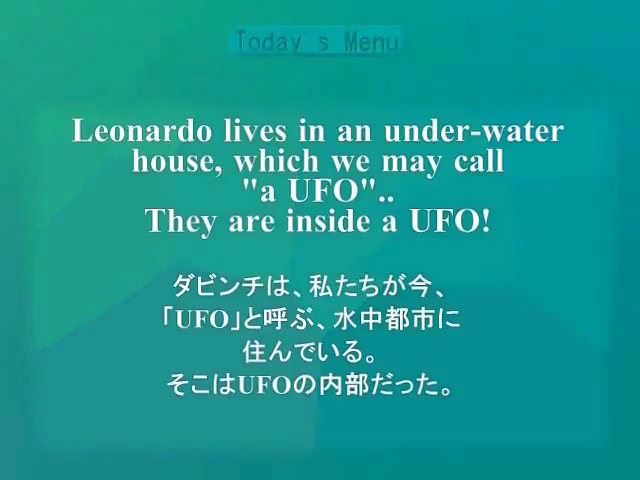 Today's Menu
Leonardo lives in an under-water
house, which we may call
"a UFO"..
They are inside a UFO!
ダビンチは、私たちが今、
「UFO」と呼ぶ、水中都市に
住んでいる。
そこはUFOの内部だった。